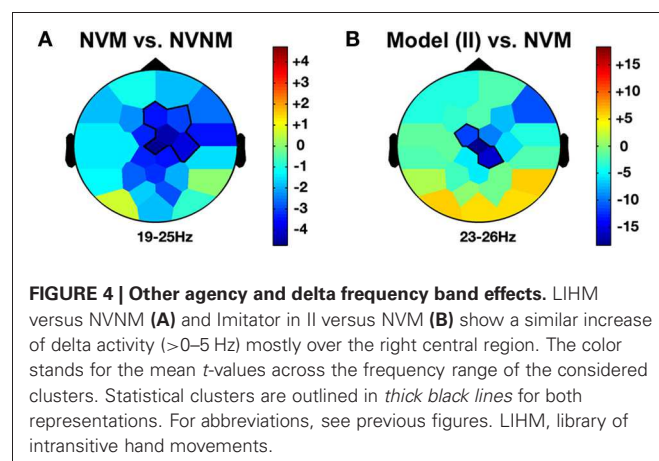 A NVM vs. NVNM B Model (II) vs. NVM
+4 +15
+3
+2 +10
+1 +5
0 0
-1 -5
-2 -10
-3
-4 -15
19-25Hz 23-26Hz
FIGURE 4 | Other agency and delta frequency band effects. LIHM
versus NVNM (A) and Imitator in II versus NVM (B) show a similar increase
of delta activity (>0–5 Hz) mostly over the right central region. The color
stands for the mean t-values across the frequency range of the considered
clusters. Statistical clusters are outlined in thick black lines for both
representations. For abbreviations, see previous figures. LIHM, library of
intransitive hand movements.